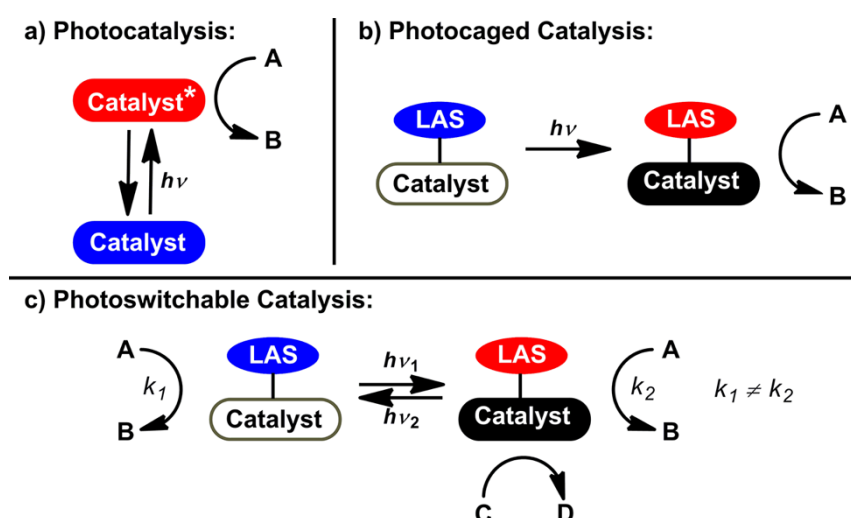 a) Photocatalysis:
Catalyst*
A
B
hν
Catalyst
b) Photocaged Catalysis:
LAS
Catalyst
hν
LAS
Catalyst
A
B
c) Photoswitchable Catalysis:
A
k1
B
LAS
Catalyst
hν1
hν2
LAS
Catalyst
A
k2
B
k1 ≠ k2
C
D